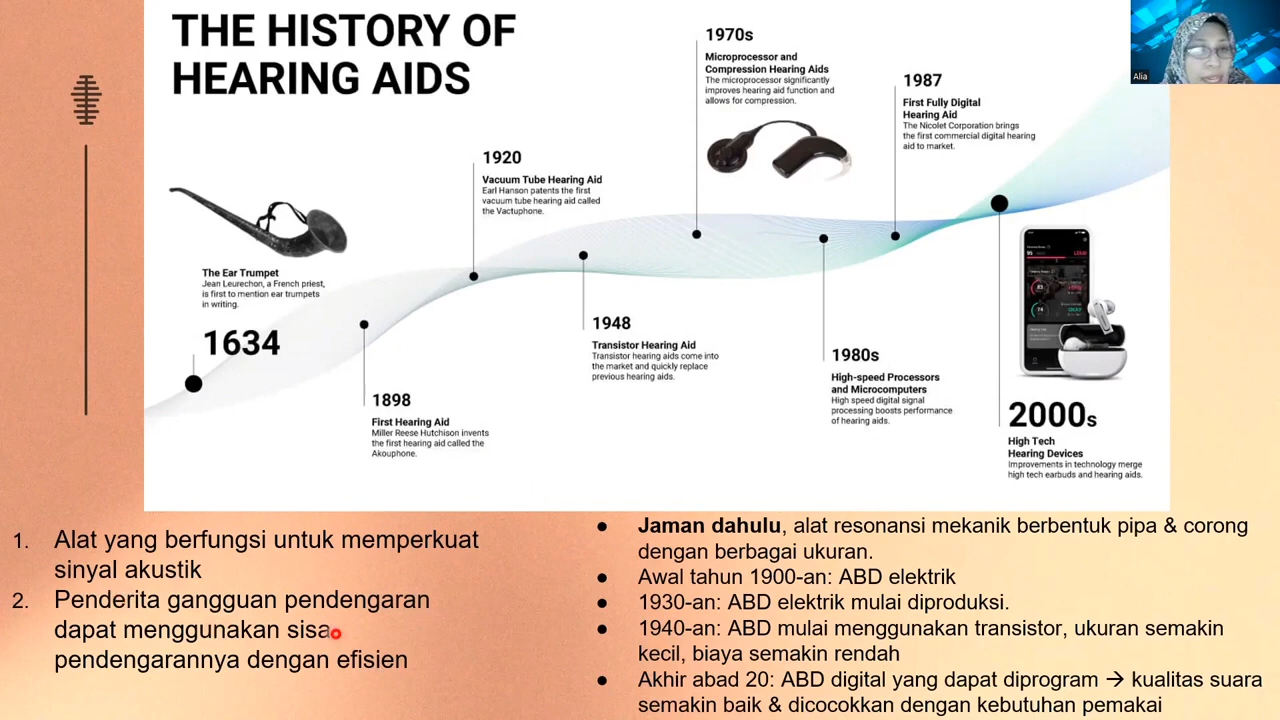 THE HISTORY OF
HEARING AIDS
The Ear Trumpet
Jean Leurechon, a French priest,
is first to mention ear trumpets
in writing.
1634
1898
First Hearing Aid
Miller Reese Hutchison invents
the first hearing aid called the
Akouphone.
1920
Vacuum Tube Hearing Aid
Earl Hanson patents the first
vacuum tube hearing aid called
the Vactuphone.
1948
Transistor Hearing Aid
Transistor hearing aids come into
the market and quickly replace
previous hearing aids.
1970s
Microprocessor and
Compression Hearing Aids
The microprocessor significantly
improves hearing aid function and
allows for compression.
1980s
High-speed Processors
and Microcomputers
High speed digital signal
processing boosts performance
of hearing aids.
1987
First Fully Digital
Hearing Aid
The Nicolet Corporation brings
the first commercial digital hearing
aid to market.
2000s
High Tech
Hearing Devices
Improvements in technology merge
high tech earbuds and hearing aids.
Alia
1. Alat yang berfungsi untuk memperkuat
sinyal akustik
2. Penderita gangguan pendengaran
dapat menggunakan sisa
pendengarannya dengan efisien
● Jaman dahulu, alat resonansi mekanik berbentuk pipa & corong
dengan berbagai ukuran.
● Awal tahun 1900-an: ABD elektrik
● 1930-an: ABD elektrik mulai diproduksi.
● 1940-an: ABD mulai menggunakan transistor, ukuran semakin
kecil, biaya semakin rendah
● Akhir abad 20: ABD digital yang dapat diprogram → kualitas suara
semakin baik & dicocokkan dengan kebutuhan pemakai